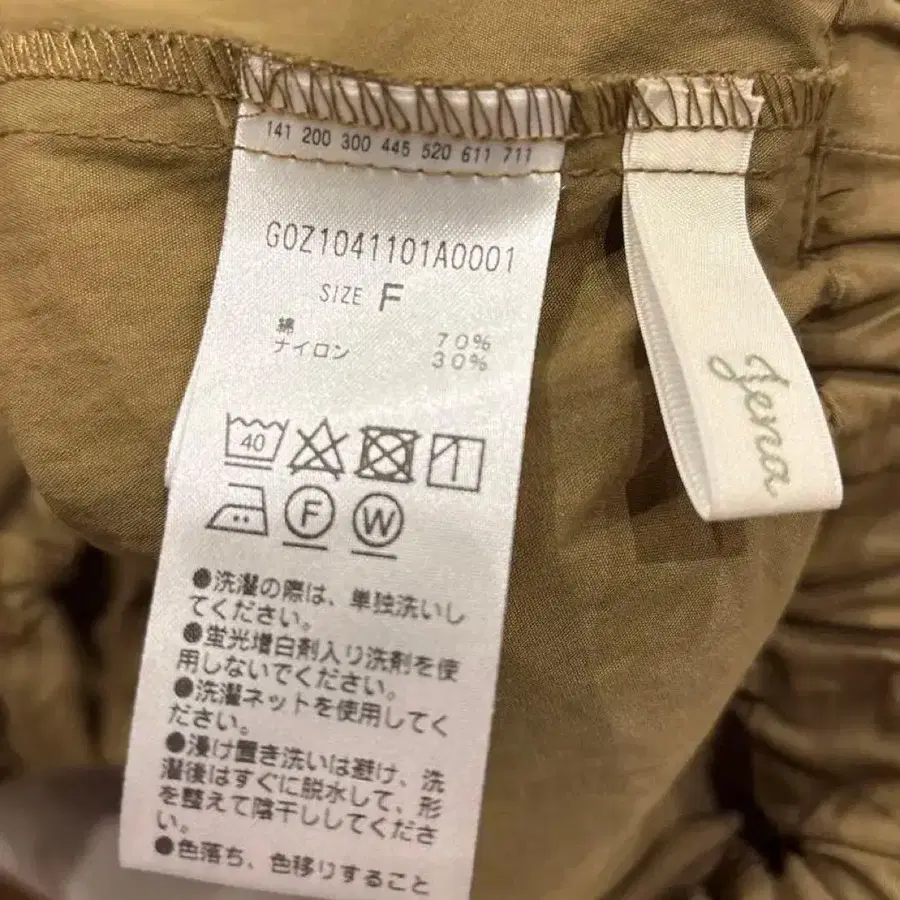 141 200 300 445 520 611 711
G0Z1041101A0001
SIZE F
綿 70%
ナイロン 30%
40
F W
●洗濯の際は、単独洗いし
てください。
●蛍光増白剤入り洗剤を使
用しないでください。
●洗濯ネットを使用してく
ださい。
●浸け置き洗いは避け、洗
濯後はすぐに脱水して、形
を整えて陰干ししてくださ
い。
●色落ち、色移りすること
Jena